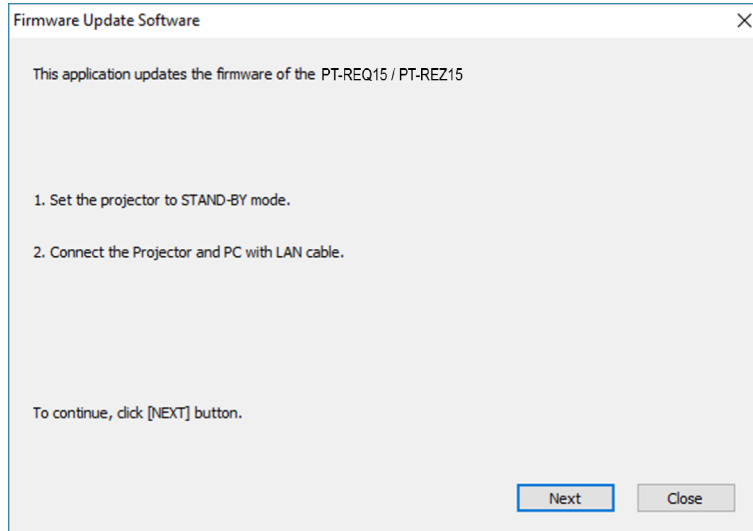 Firmware Update Software
This application updates the firmware of the PT-REQ15 / PT-REZ15
1. Set the projector to STAND-BY mode.
2. Connect the Projector and PC with LAN cable.
To continue, click [NEXT] button.
Next Close